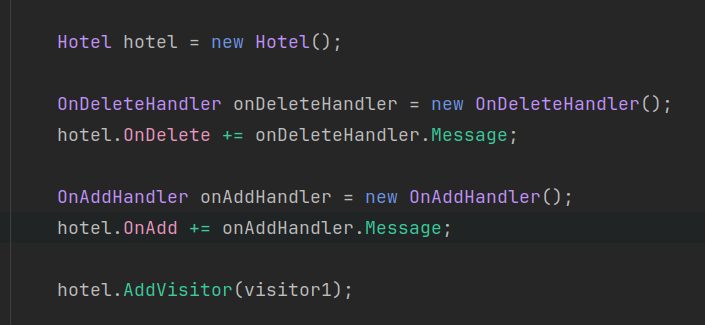 Hotel hotel = new Hotel();
OnDeleteHandler onDeleteHandler = new OnDeleteHandler();
hotel.OnDelete += onDeleteHandler.Message;
OnAddHandler onAddHandler = new OnAddHandler();
hotel.OnAdd += onAddHandler.Message;
hotel.AddVisitor(visitor1);